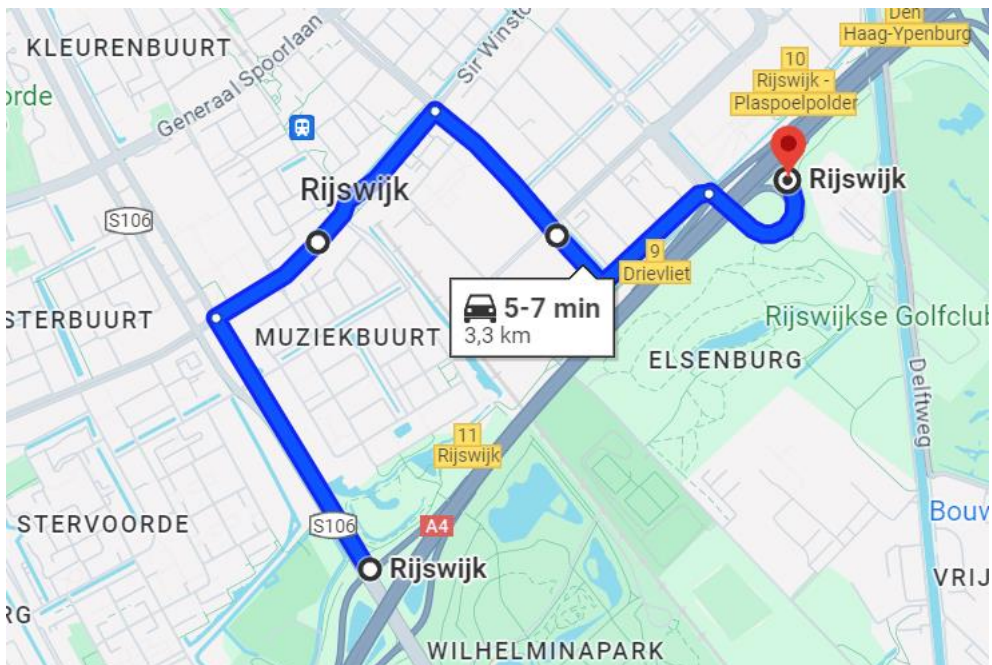 Den
Haag-Ypenburg
KLEURENBUURT
Sir Winsto
10
Rijswijk -
Plaspoelpolder
orde
Generaal Spoorlaan
Rijswijk
Rijswijk
S106
9
Drievliet
5-7 min
3,3 km
STERBUURT
MUZIEKBUURT
Rijswijkse Golfclub
ELSENBURG
Delftweg
11
Rijswijk
STERVOORDE
S106
A4
Bouw
Rijswijk
VRIJ
RG
WILHELMINAPARK